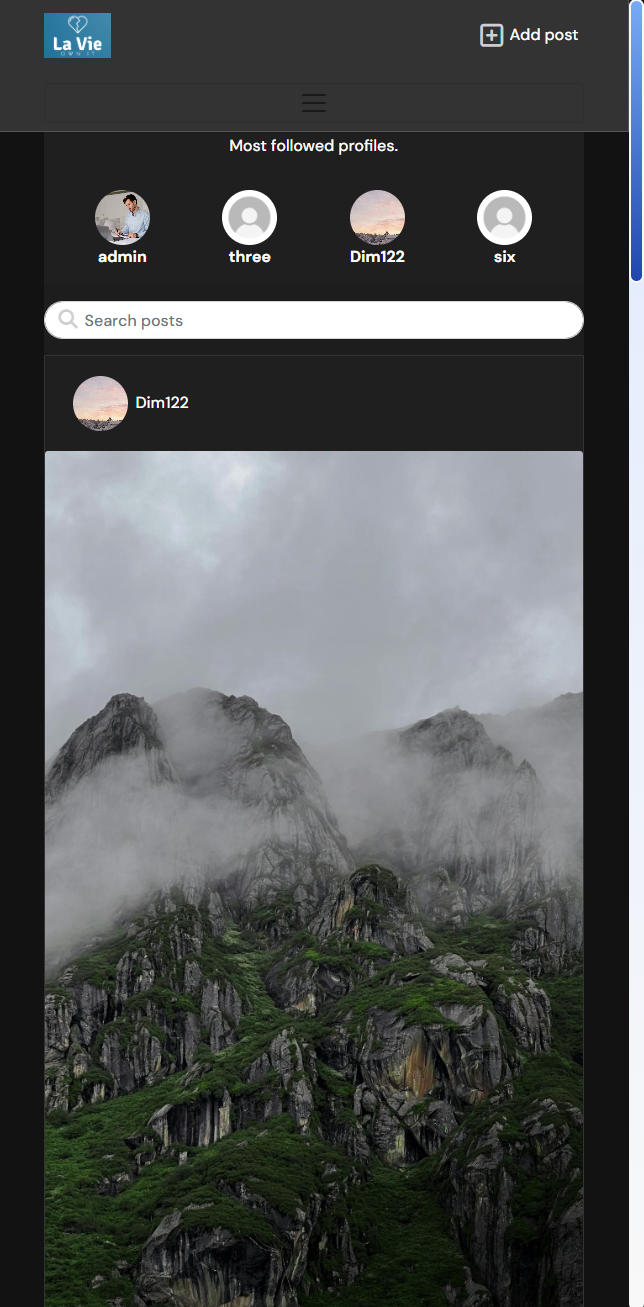 La Vie
OWN IT
Add post
Most followed profiles.
admin
three
Dim122
six
Search posts
Dim122